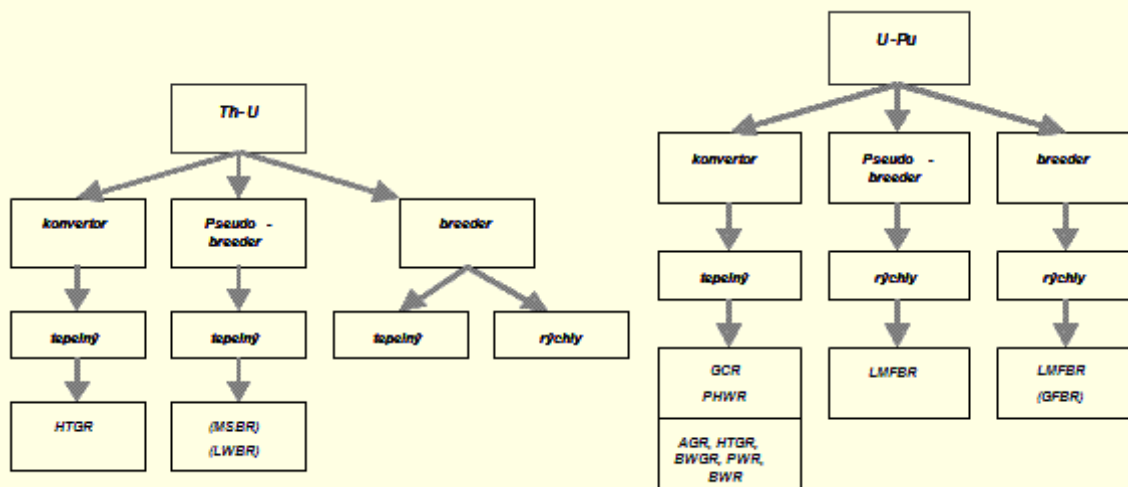 Th-U
konvertor
Pseudo -
breeder
breeder
tepelný
tepelný
tepelný
rýchly
HTGR
(MSBR)
(LWBR)
U-Pu
konvertor
Pseudo -
breeder
breeder
tepelný
rýchly
rýchly
GCR
PHWR
LMFBR
LMFBR
(GFBR)
AGR, HTGR,
BWGR, PWR,
BWR